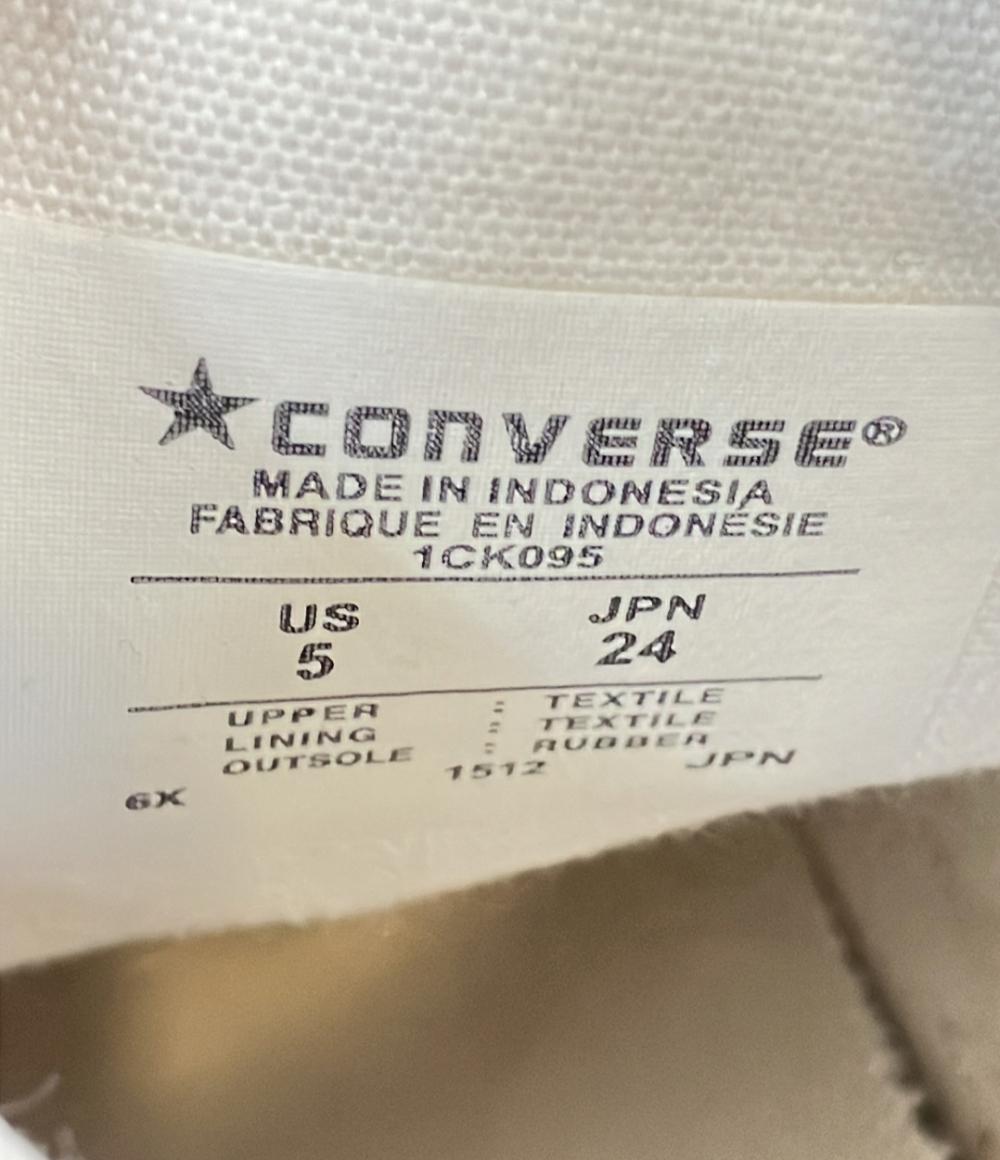 ★CONVERSE®
MADE IN INDONESIA
FABRIQUE EN INDONÉSIE
1CK095
US JPN
5 24
UPPER : TEXTILE
LINING : TEXTILE
OUTSOLE : RUBBER
6X 1512 JPN